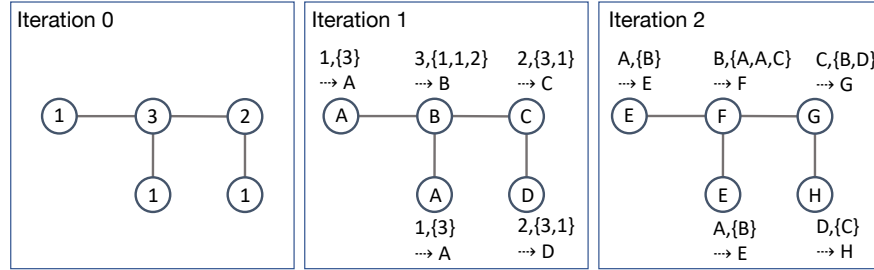 Iteration 0
1
3
2
1
1
Iteration 1
1,{3}
⤏ A
3,{1,1,2}
⤏ B
2,{3,1}
⤏ C
A
B
C
A
D
1,{3}
⤏ A
2,{3,1}
⤏ D
Iteration 2
A,{B}
⤏ E
B,{A,A,C}
⤏ F
C,{B,D}
⤏ G
E
F
G
E
H
A,{B}
⤏ E
D,{C}
⤏ H